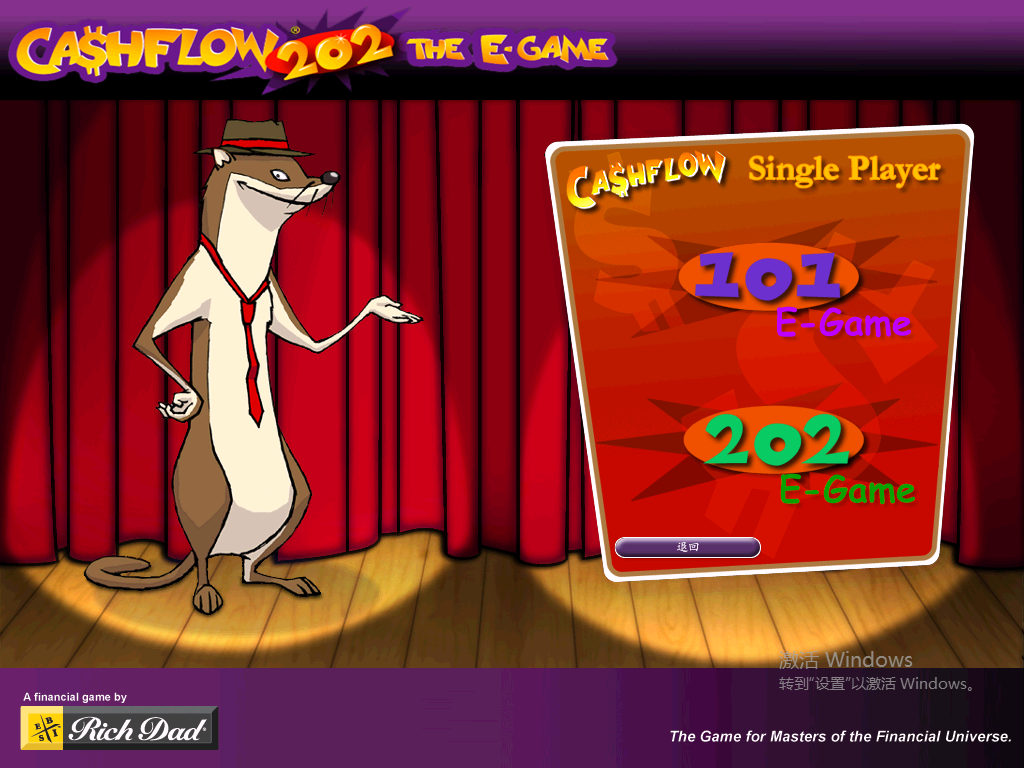 CA$HFLOW® 202 THE E-GAME
CA$HFLOW Single Player
101
E-Game
202
E-Game
退回
激活 Windows
转到"设置"以激活 Windows。
A financial game by
E B S I Rich Dad
The Game for Masters of the Financial Universe.